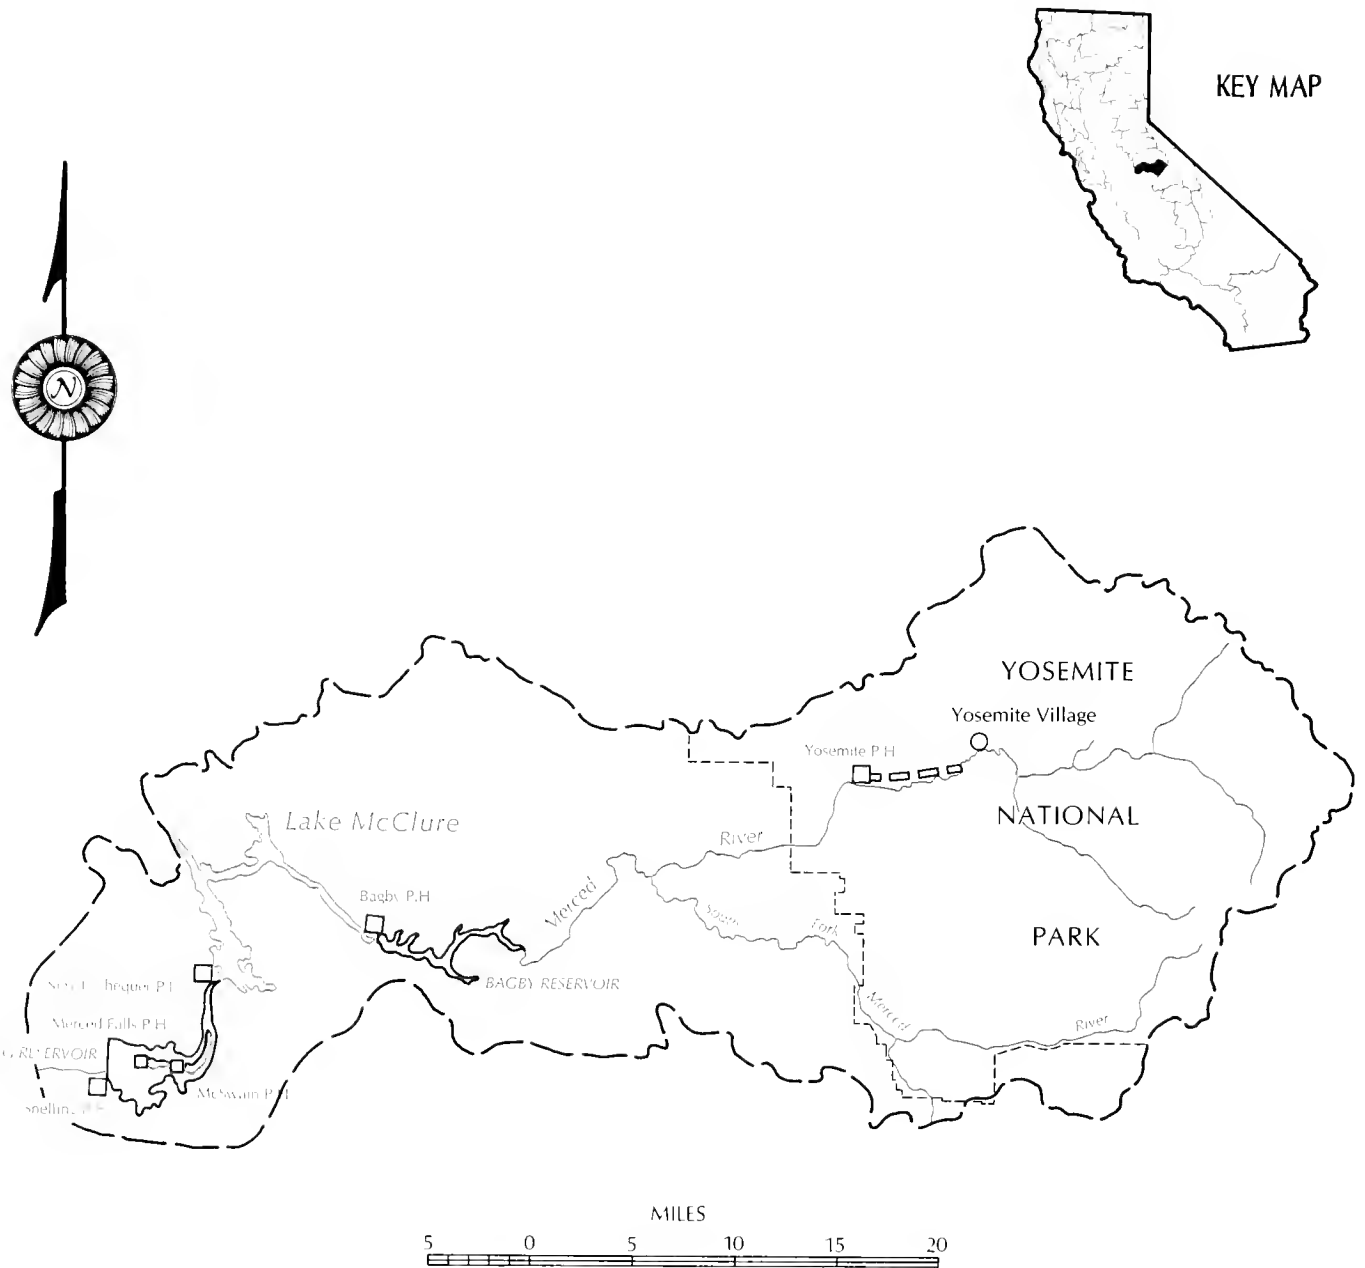 KEY MAP
N
YOSEMITE
Yosemite Village
Yosemite P.H
NATIONAL
Lake McClure
River
Bagby P.H
Merced
South
Fork
PARK
BAGBY RESERVOIR
Merced
River
Merced Falls P.H
McSwain P.H
MILES
5 0 5 10 15 20